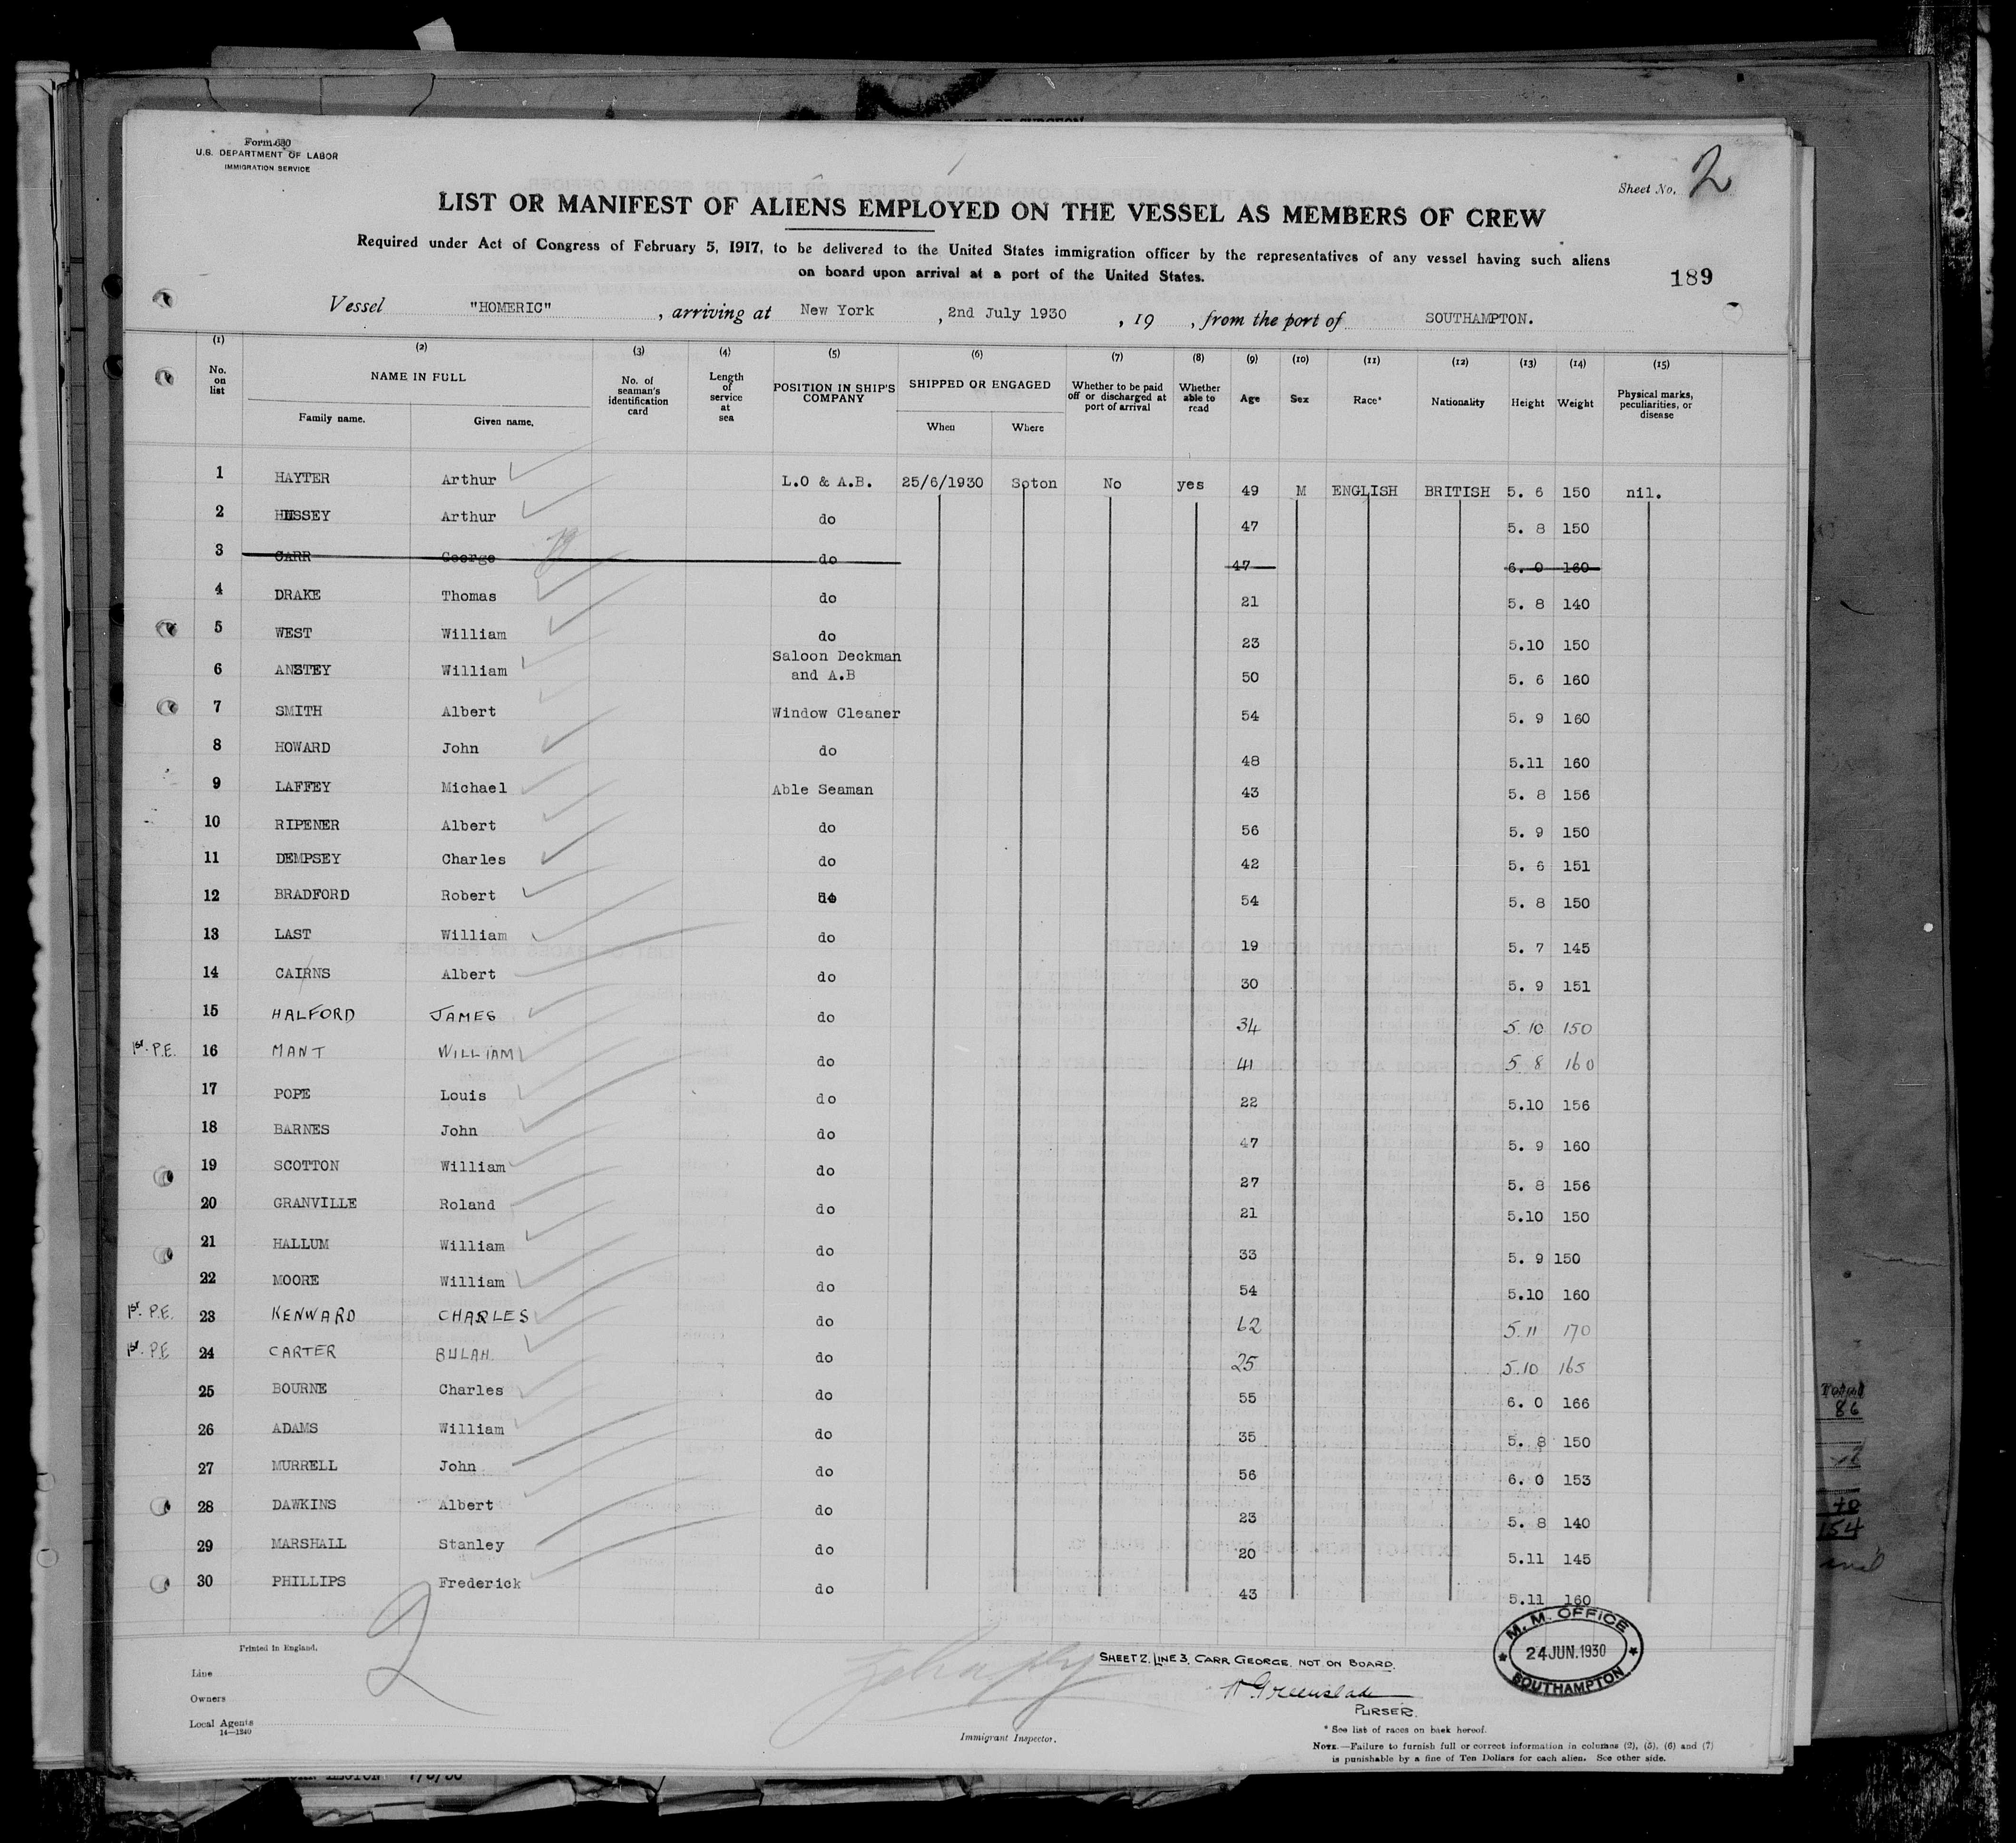 Form 680
U.S. DEPARTMENT OF LABOR
IMMIGRATION SERVICE
Sheet No. 2
LIST OR MANIFEST OF ALIENS EMPLOYED ON THE VESSEL AS MEMBERS OF CREW
Required under Act of Congress of February 5, 1917, to be delivered to the United States immigration officer by the representatives of any vessel having such aliens
on board upon arrival at a port of the United States.
189
Vessel "HOMERIC", arriving at New York, 2nd July 1930, 19 , from the port of SOUTHAMPTON.
(1) (2) (3) (4) (5) (6) (7) (8) (9) (10) (11) (12) (13) (14) (15)
No. on list NAME IN FULL Family name. Given name. No. of seaman's identification card Length of service at sea POSITION IN SHIP'S COMPANY SHIPPED OR ENGAGED When Where Whether to be paid off or discharged at port of arrival Whether able to read Age Sex Race* Nationality Height Weight Physical marks, peculiarities, or disease
1 HAYTER Arthur L.O & A.B. 25/6/1930 Soton No yes 49 M ENGLISH BRITISH 5. 6 150 nil.
2 HUSSEY Arthur do 47 5. 8 150
3 CARR George do 47 6. 0 160
4 DRAKE Thomas do 21 5. 8 140
5 WEST William do 23 5.10 150
6 ANSTEY William Saloon Deckman and A.B 50 5. 6 160
7 SMITH Albert Window Cleaner 54 5. 9 160
8 HOWARD John do 48 5.11 160
9 LAFFEY Michael Able Seaman 43 5. 8 156
10 RIPENER Albert do 56 5. 9 150
11 DEMPSEY Charles do 42 5. 6 151
12 BRADFORD Robert do 54 5. 8 150
13 LAST William do 19 5. 7 145
14 CAIRNS Albert do 30 5. 9 151
15 HALFORD JAMES do 34 5.10 150
1st. P.E. 16 MANT WILLIAM do 41 5 8 160
17 POPE Louis do 22 5.10 156
18 BARNES John do 47 5. 9 160
19 SCOTTON William do 27 5. 8 156
20 GRANVILLE Roland do 21 5.10 150
21 HALLUM William do 33 5. 9 150
22 MOORE William do 54 5.10 160
1st. P.E. 23 KENWARD CHARLES do 62 5.11 170
1st. P.E 24 CARTER BULAH do 25 5.10 165
25 BOURNE Charles do 55 6. 0 166
26 ADAMS William do 35 5. 8 150
27 MURRELL John do 56 6. 0 153
28 DAWKINS Albert do 23 5. 8 140
29 MARSHALL Stanley do 20 5.11 145
30 PHILLIPS Frederick do 43 5.11 160
2
Printed in England.
Line
Owners
Local Agents
14—1240
Immigrant Inspector.
SHEET 2. LINE 3. CARR GEORGE. NOT ON BOARD.
Greenslade
PURSER.
M. M. OFFICE
24 JUN.1930
SOUTHAMPTON
* See list of races on back hereof.
NOTE.—Failure to furnish full or correct information in columns (2), (5), (6) and (7)
is punishable by a fine of Ten Dollars for each alien. See other side.
Total
86
154